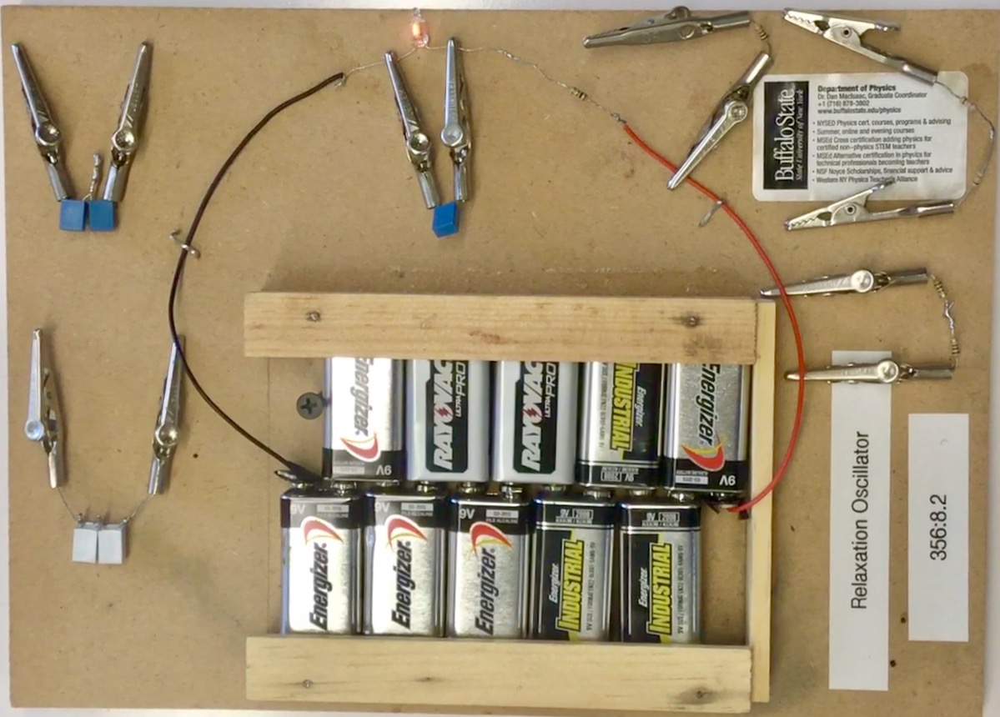 Buffalo State
State University of New York
Department of Physics
Dr. Dan MacIsaac, Graduate Coordinator
+1 (716) 878-3802
www.buffalostate.edu/physics
• NYSED Physics cert. courses, programs & advising
• Summer, online and evening courses
• MSEd Cross certification adding physics for
certified non-physics STEM teachers
• MSEd Alternative certification in physics for
technical professionals becoming teachers
• NSF Noyce Scholarships, financial support & advice
• Western NY Physics Teachers Alliance
Energizer
9V
RAYOVAC
ULTRA PRO
RAYOVAC
ULTRA PRO
Energizer
INDUSTRIAL
9V
Energizer
9V
9V
Energizer
9V
Energizer
9V
Energizer
9V
Energizer
INDUSTRIAL
9V
Energizer
INDUSTRIAL
Relaxation Oscillator
356:8.2